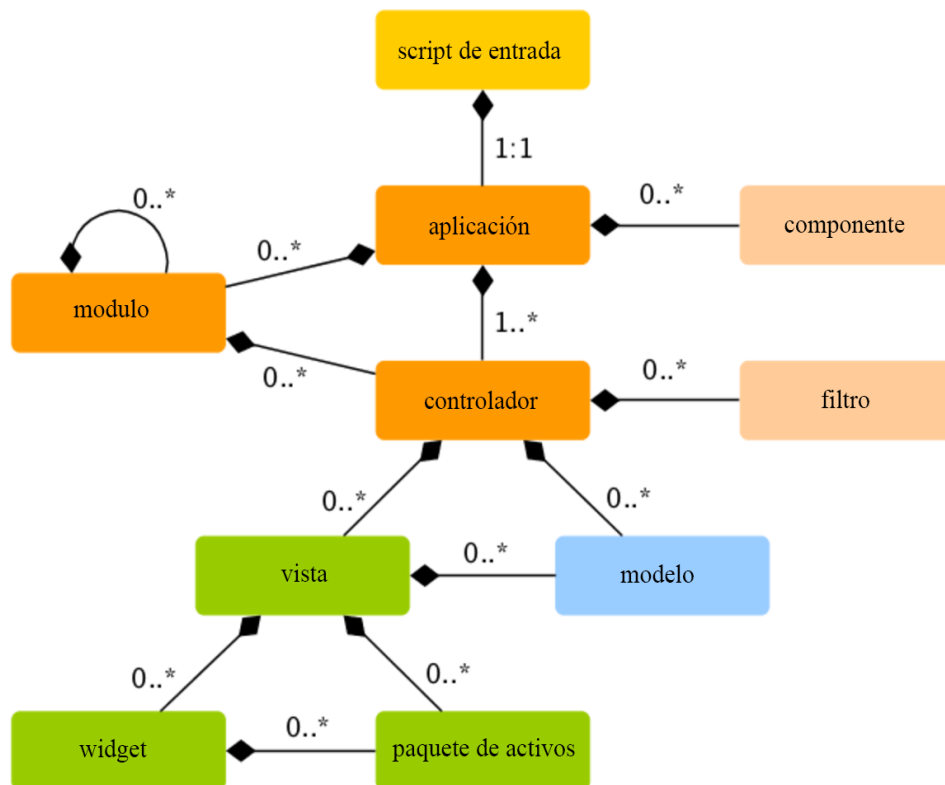 script de entrada
1:1
0..*
0..*
aplicación
componente
0..*
modulo
1..*
0..*
0..*
controlador
filtro
0..*
0..*
vista
0..*
modelo
0..*
0..*
widget
0..*
paquete de activos